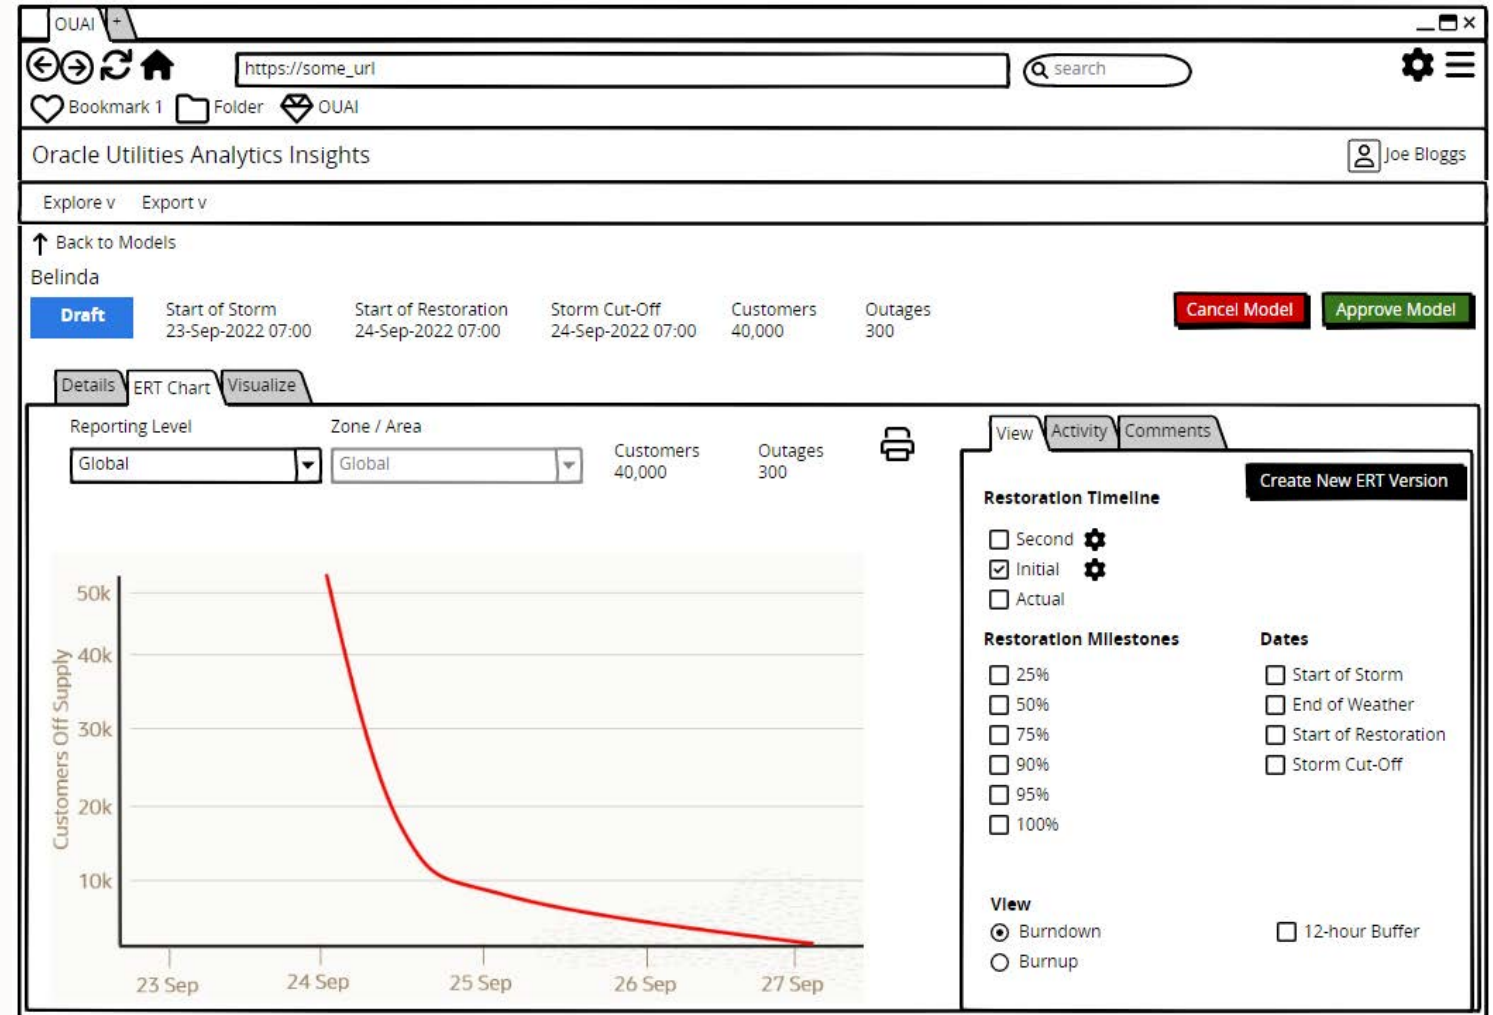 OUAI +
https://some_url search
Bookmark 1 Folder OUAI
Oracle Utilities Analytics Insights Joe Bloggs
Explore v Export v
Back to Models
Belinda
Draft
Start of Storm
23-Sep-2022 07:00
Start of Restoration
24-Sep-2022 07:00
Storm Cut-Off
24-Sep-2022 07:00
Customers
40,000
Outages
300
Cancel Model Approve Model
Details ERT Chart Visualize
Reporting Level
Global
Zone / Area
Global
Customers
40,000
Outages
300
Customers Off Supply
50k
40k
30k
20k
10k
23 Sep 24 Sep 25 Sep 26 Sep 27 Sep
View Activity Comments
Create New ERT Version
Restoration Timeline
Second
Initial
Actual
Restoration Milestones
25%
50%
75%
90%
95%
100%
Dates
Start of Storm
End of Weather
Start of Restoration
Storm Cut-Off
View
Burndown
Burnup
12-hour Buffer